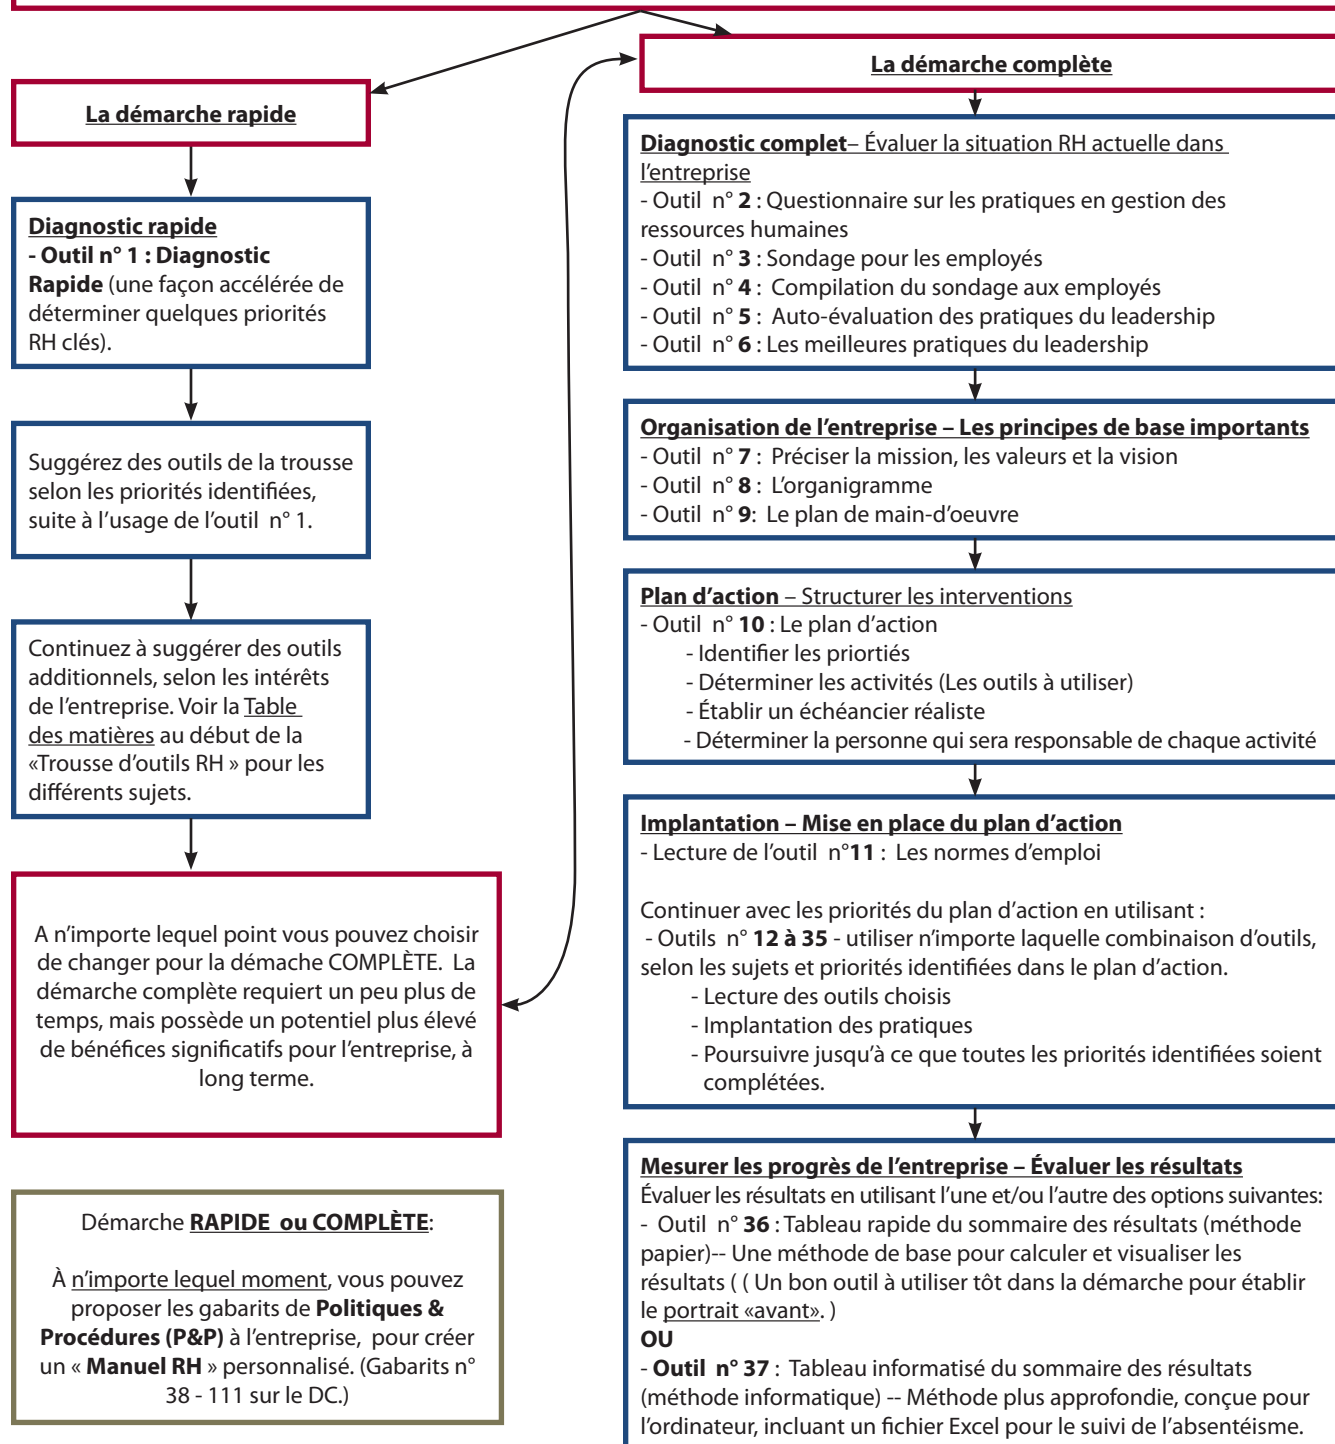 La démarche rapide
Diagnostic rapide
- Outil n° 1 : Diagnostic
Rapide (une façon accélérée de
déterminer quelques priorités
RH clés).
Suggérez des outils de la trousse
selon les priorités identifiées,
suite à l’usage de l’outil n° 1.
Continuez à suggérer des outils
additionnels, selon les intérêts
de l’entreprise. Voir la Table
des matières au début de la
«Trousse d’outils RH » pour les
différents sujets.
A n’importe lequel point vous pouvez choisir
de changer pour la démache COMPLÈTE. La
démarche complète requiert un peu plus de
temps, mais possède un potentiel plus élevé
de bénéfices significatifs pour l’entreprise, à
long terme.
Démarche RAPIDE ou COMPLÈTE:
À n’importe lequel moment, vous pouvez
proposer les gabarits de Politiques &
Procédures (P&P) à l’entreprise, pour créer
un « Manuel RH » personnalisé. (Gabarits n°
38 - 111 sur le DC.)
La démarche complète
Diagnostic complet– Évaluer la situation RH actuelle dans
l’entreprise
- Outil n° 2 : Questionnaire sur les pratiques en gestion des
ressources humaines
- Outil n° 3 : Sondage pour les employés
- Outil n° 4 : Compilation du sondage aux employés
- Outil n° 5 : Auto-évaluation des pratiques du leadership
- Outil n° 6 : Les meilleures pratiques du leadership
Organisation de l’entreprise – Les principes de base importants
- Outil n° 7 : Préciser la mission, les valeurs et la vision
- Outil n° 8 : L’organigramme
- Outil n° 9: Le plan de main-d’oeuvre
Plan d’action – Structurer les interventions
- Outil n° 10 : Le plan d’action
- Identifier les priortiés
- Déterminer les activités (Les outils à utiliser)
- Établir un échéancier réaliste
- Déterminer la personne qui sera responsable de chaque activité
Implantation – Mise en place du plan d’action
- Lecture de l’outil n°11 : Les normes d’emploi
Continuer avec les priorités du plan d’action en utilisant :
- Outils n° 12 à 35 - utiliser n’importe laquelle combinaison d’outils,
selon les sujets et priorités identifiées dans le plan d’action.
- Lecture des outils choisis
- Implantation des pratiques
- Poursuivre jusqu’à ce que toutes les priorités identifiées soient
complétées.
Mesurer les progrès de l’entreprise – Évaluer les résultats
Évaluer les résultats en utilisant l’une et/ou l’autre des options suivantes:
- Outil n° 36 : Tableau rapide du sommaire des résultats (méthode
papier)-- Une méthode de base pour calculer et visualiser les
résultats ( ( Un bon outil à utiliser tôt dans la démarche pour établir
le portrait «avant». )
OU
- Outil n° 37 : Tableau informatisé du sommaire des résultats
(méthode informatique) -- Méthode plus approfondie, conçue pour
l’ordinateur, incluant un fichier Excel pour le suivi de l’absentéisme.